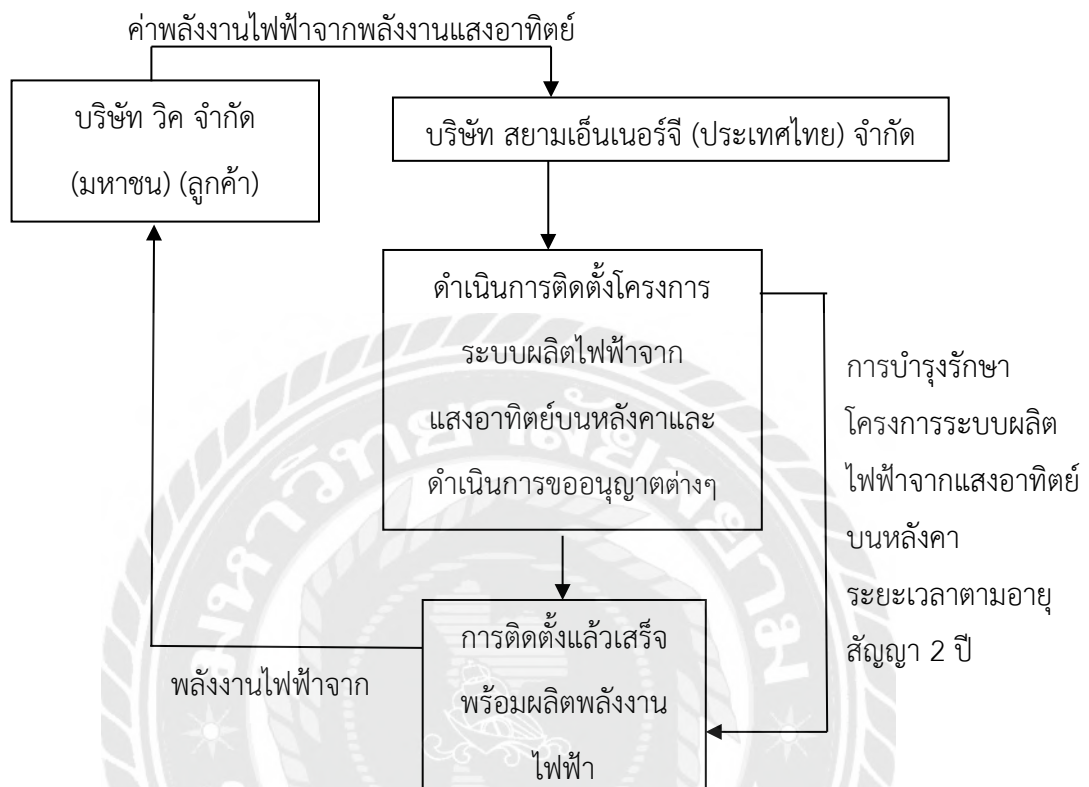 ค่าพลังงานไฟฟ้าจากพลังงานแสงอาทิตย์
บริษัท วิค จำกัด
(มหาชน) (ลูกค้า)
บริษัท สยามเอ็นเนอร์จี (ประเทศไทย) จำกัด
ดำเนินการติดตั้งโครงการ
ระบบผลิตไฟฟ้าจาก
แสงอาทิตย์บนหลังคาและ
ดำเนินการขออนุญาตต่างๆ
การบำรุงรักษา
โครงการระบบผลิต
ไฟฟ้าจากแสงอาทิตย์
บนหลังคา
ระยะเวลาตามอายุ
สัญญา 2 ปี
การติดตั้งแล้วเสร็จ
พร้อมผลิตพลังงาน
ไฟฟ้า
พลังงานไฟฟ้าจาก
มหาวิทยาลัยสยาม